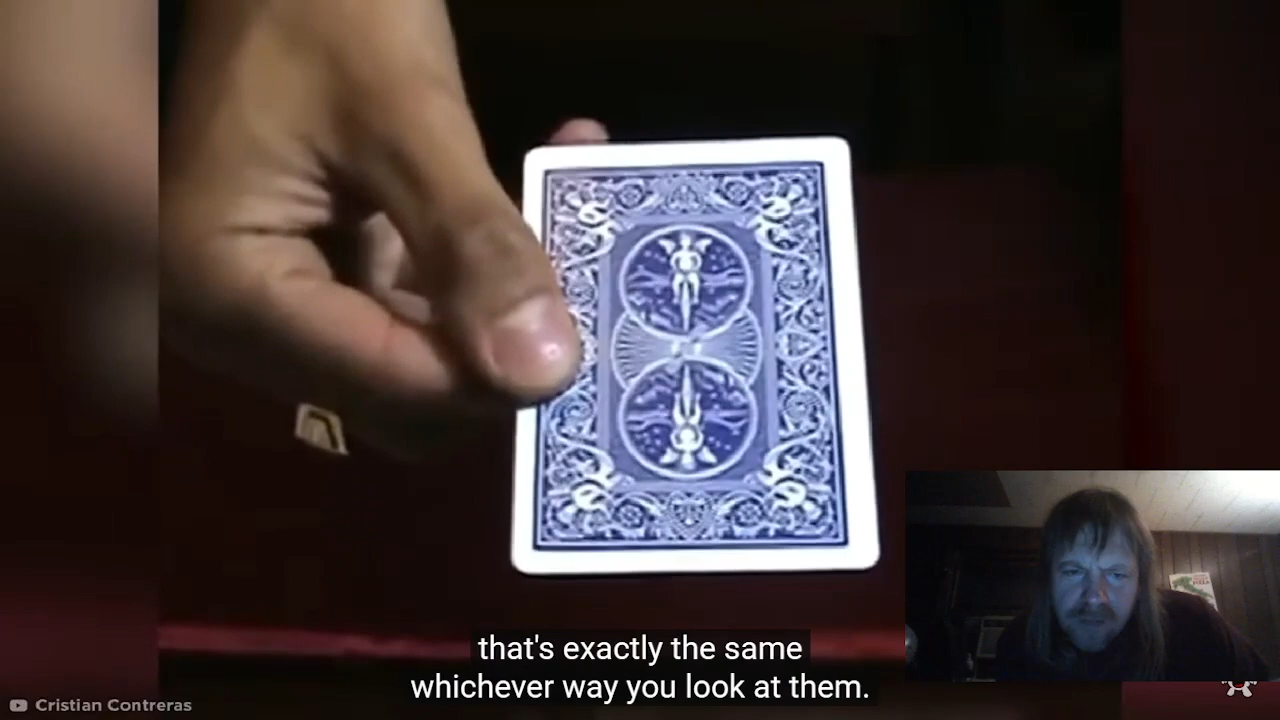 that's exactly the same
whichever way you look at them.
Cristian Contreras